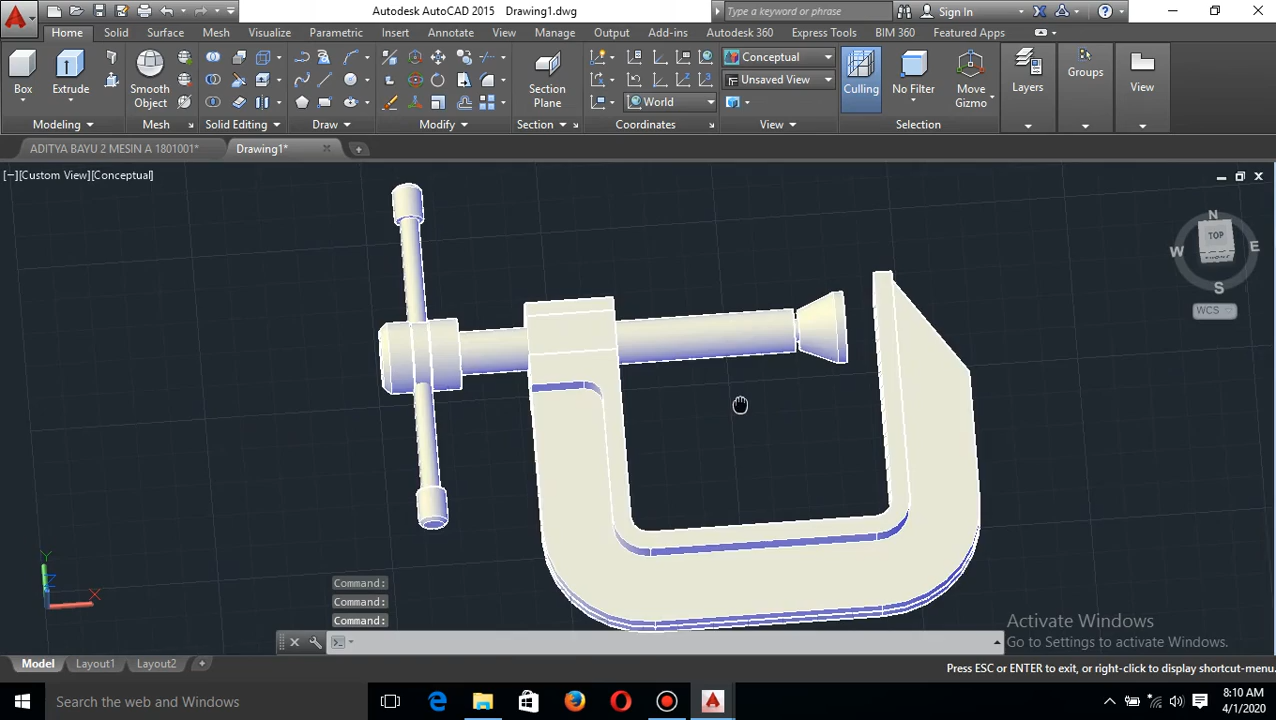 Autodesk AutoCAD 2015 Drawing1.dwg
Type a keyword or phrase
Sign In
Home Solid Surface Mesh Visualize Parametric Insert Annotate View Manage Output Add-ins Autodesk 360 Express Tools BIM 360 Featured Apps
Box
Extrude
Smooth
Object
Section
Plane
World
Conceptual
Unsaved View
Culling
No Filter
Move
Gizmo
Layers
Groups
View
Modeling
Mesh
Solid Editing
Draw
Modify
Section
Coordinates
View
Selection
ADITYA BAYU 2 MESIN A 1801001*
Drawing1*
[−][Custom View][Conceptual]
N
W
TOP
E
S
WCS
Y
Z
X
Command:
Command:
Command:
Activate Windows
Go to Settings to activate Windows.
Model Layout1 Layout2
Press ESC or ENTER to exit, or right-click to display shortcut-menu.
Search the web and Windows
8:10 AM
4/1/2020